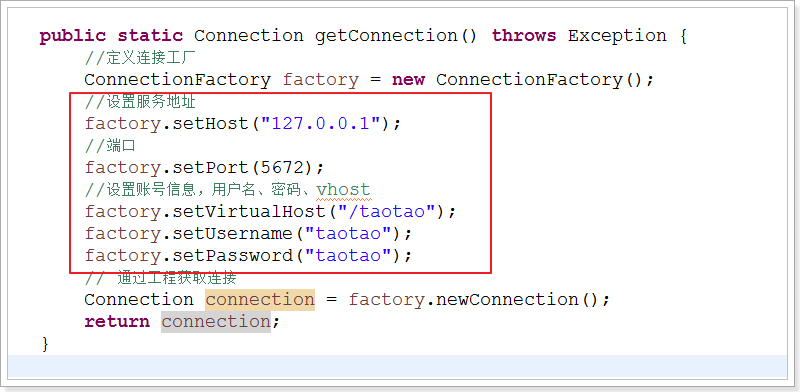 public static Connection getConnection() throws Exception {
//定义连接工厂
ConnectionFactory factory = new ConnectionFactory();
//设置服务地址
factory.setHost("127.0.0.1");
//端口
factory.setPort(5672);
//设置账号信息，用户名、密码、vhost
factory.setVirtualHost("/taotao");
factory.setUsername("taotao");
factory.setPassword("taotao");
// 通过工程获取连接
Connection connection = factory.newConnection();
return connection;
}